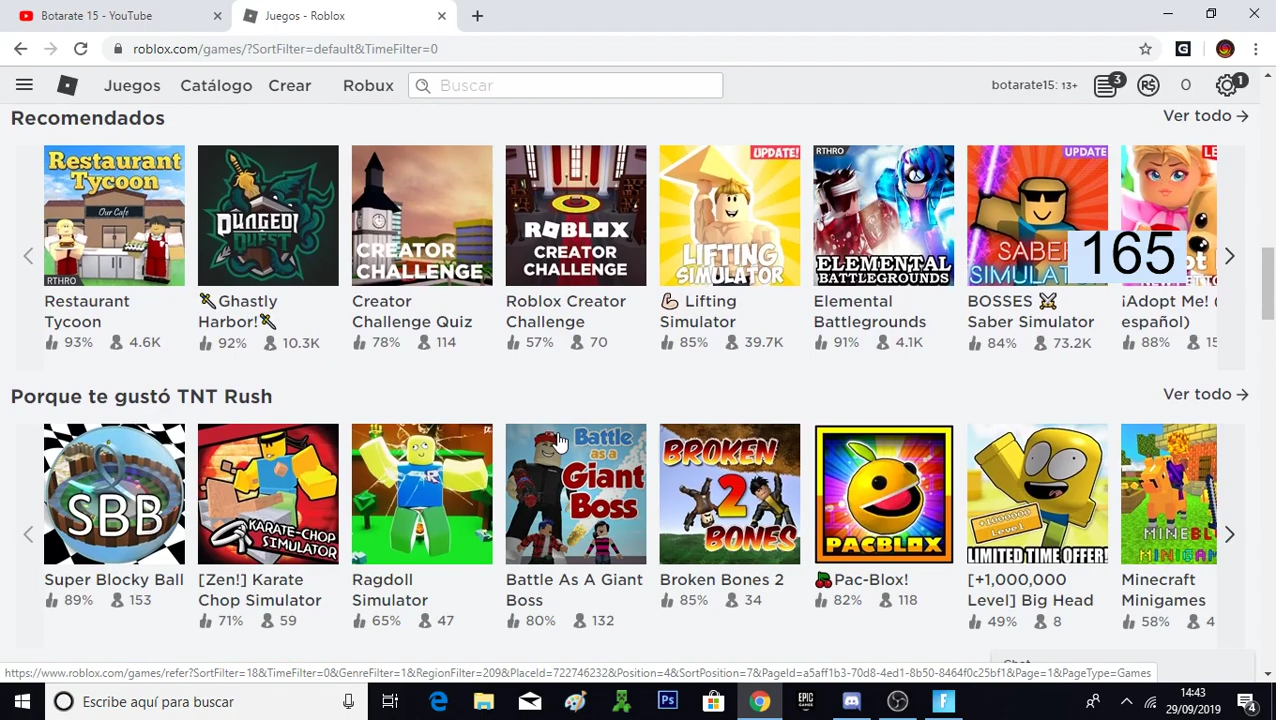 Botarate 15 - YouTube
Juegos - Roblox
roblox.com/games/?SortFilter=default&TimeFilter=0
Juegos Catálogo Crear Robux Buscar botarate15: 13+ 3 R$ 0 1
Recomendados Ver todo →
Restaurant Tycoon
Our Cafe
RTHRO
DUNGEON QUEST
CREATOR CHALLENGE
ROBLOX CREATOR CHALLENGE
UPDATE!
LIFTING SIMULATOR
RTHRO
ELEMENTAL BATTLEGROUNDS
UPDATE
SABER
165
Restaurant Tycoon
93% 4.6K
🗡Ghastly Harbor!🗡
92% 10.3K
Creator Challenge Quiz
78% 114
Roblox Creator Challenge
57% 70
💪 Lifting Simulator
85% 39.7K
Elemental Battlegrounds
91% 4.1K
BOSSES ⚔ Saber Simulator
84% 73.2K
¡Adopt Me! (
español)
88% 15
Porque te gustó TNT Rush Ver todo →
SBB
KARATE-CHOP SIMULATOR
Battle as a Giant Boss
BROKEN 2 BONES
PACBLOX
+1000000 Level
LIMITED TIME OFFER!
Super Blocky Ball
89% 153
[Zen!] Karate Chop Simulator
71% 59
Ragdoll Simulator
65% 47
Battle As A Giant Boss
80% 132
Broken Bones 2
85% 34
🍒Pac-Blox!
82% 118
[+1,000,000 Level] Big Head
49% 8
Minecraft Minigames
58% 4
https://www.roblox.com/games/refer?SortFilter=18&TimeFilter=0&GenreFilter=1&RegionFilter=209&PlaceId=722746232&Position=4&SortPosition=7&PageId=a5aff1b3-70d8-4ed1-8b50-8464f0c25bf1&Page=1&PageType=Games
Escribe aquí para buscar
Ps
EPIC GAMES
14:43
29/09/2019
4